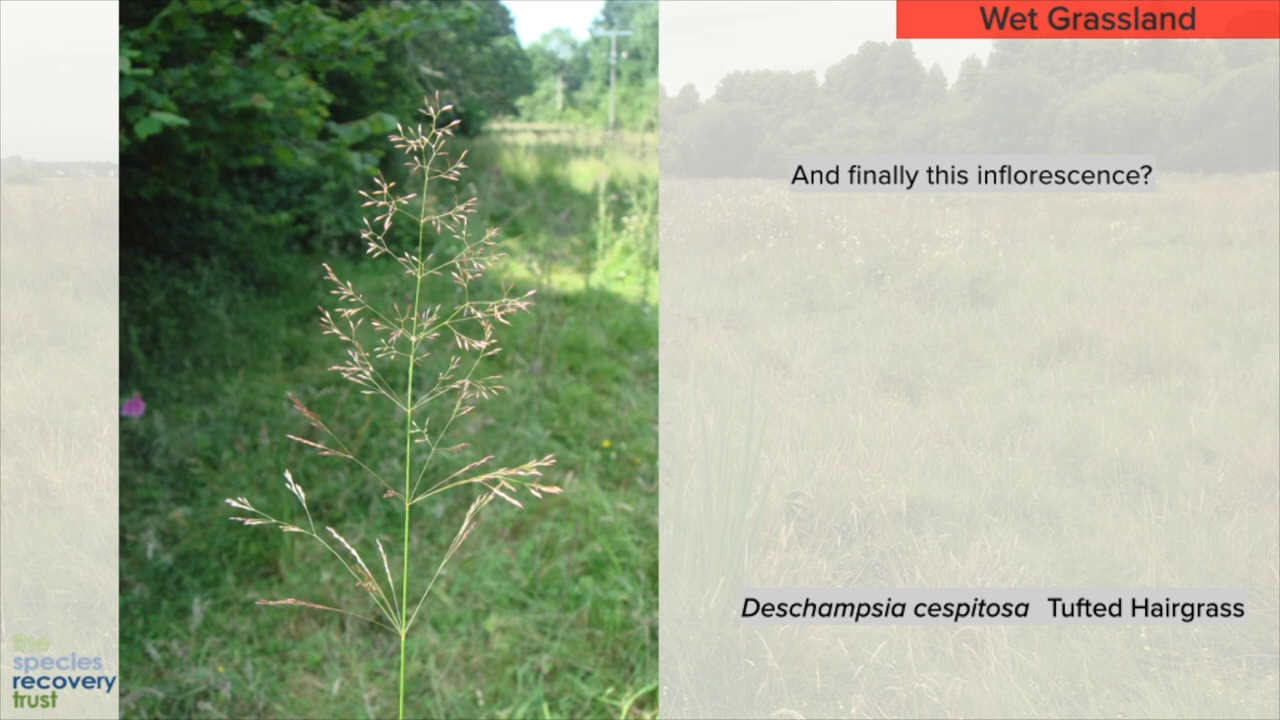 Wet Grassland
And finally this inflorescence?
Deschampsia cespitosa Tufted Hairgrass
the
species
recovery
trust